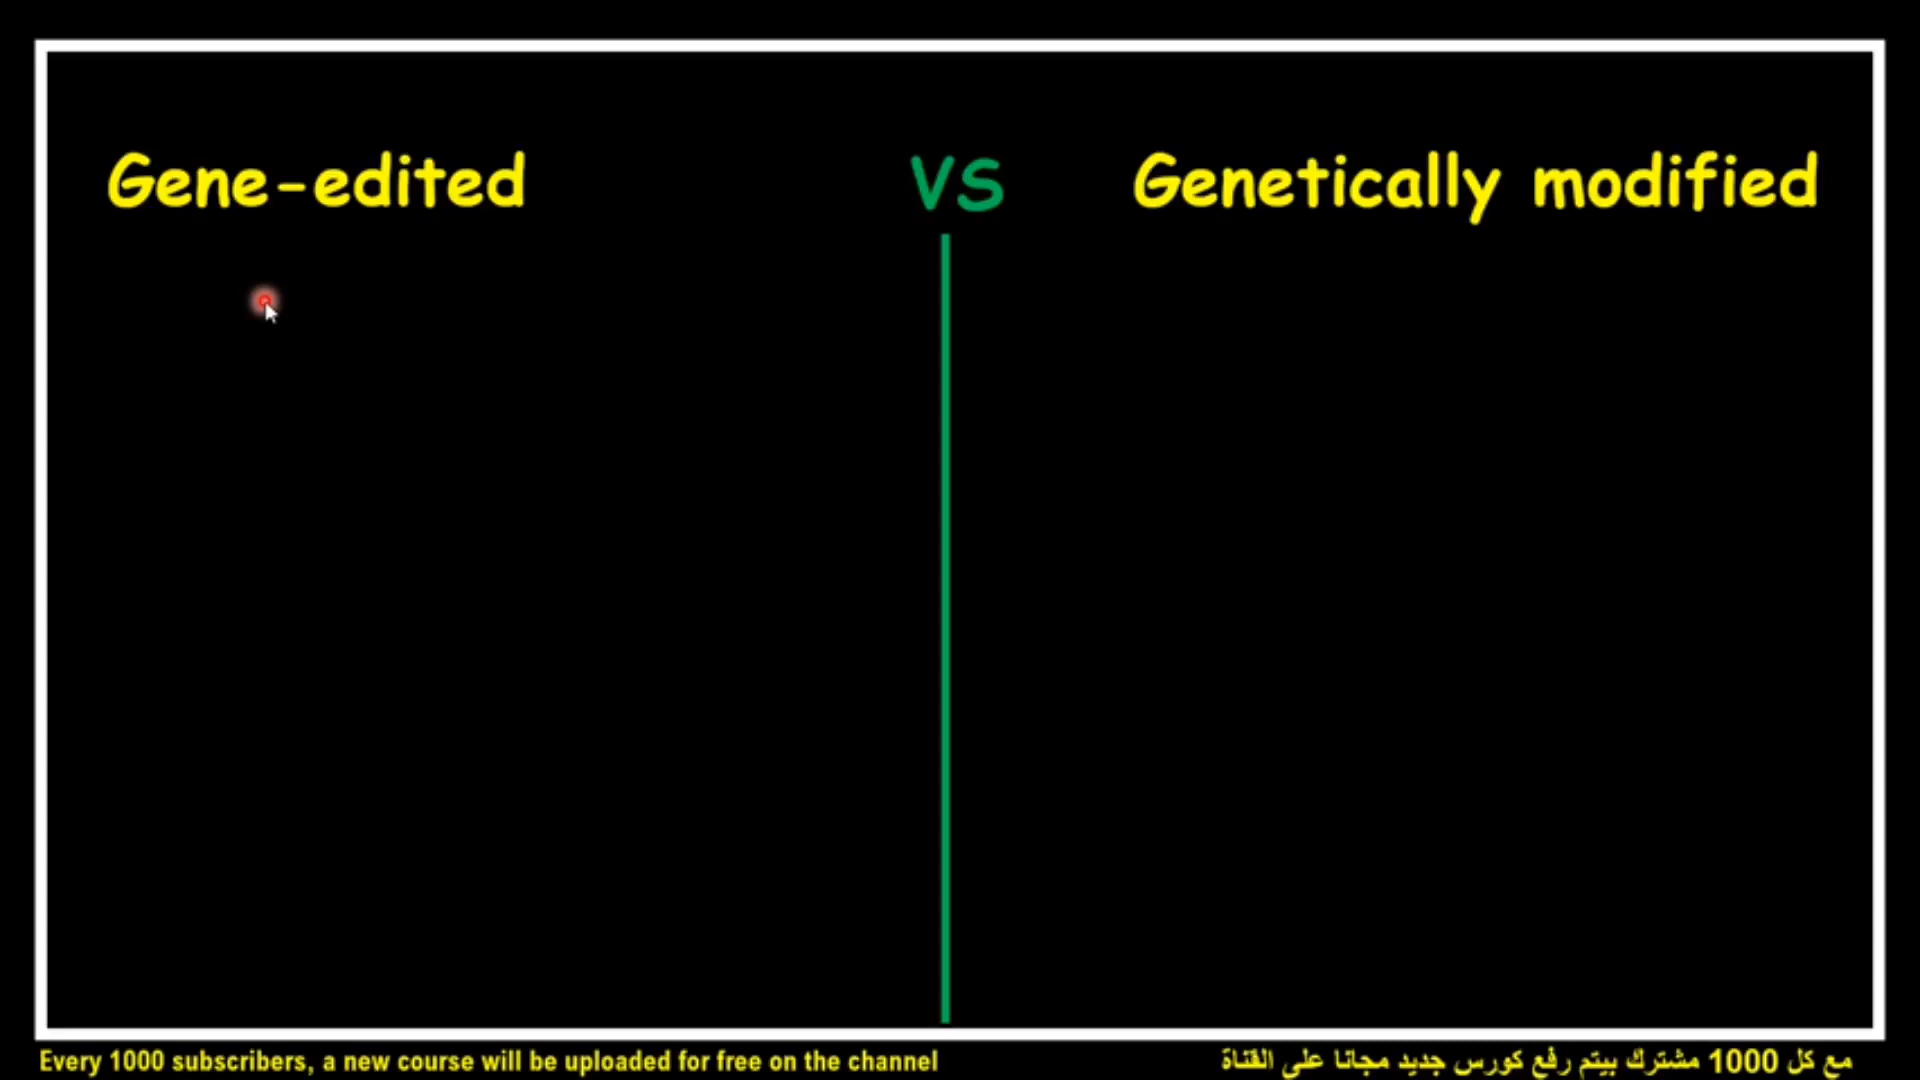 Gene-edited VS Genetically modified
Every 1000 subscribers, a new course will be uploaded for free on the channel
مع كل 1000 مشترك بيتم رفع كورس جديد مجانا على القناة